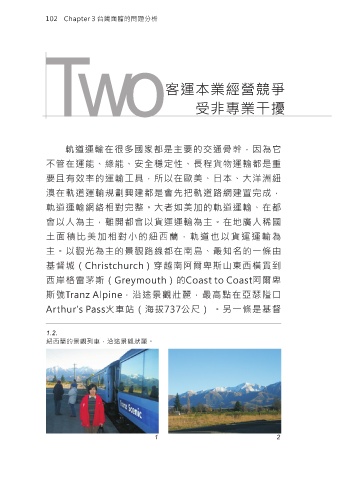 102 Chapter 3 台鐵面臨的問題分析
Two
客運本業經營競爭
受非專業干擾
軌道運輸在很多國家都是主要的交通骨幹，因為它
不管在運能、綠能、安全穩定性，長程貨物運輸都是重
要且有效率的運輸工具，所以在歐美、日本、大洋洲紐
澳在軌道運輸規劃興建都是會先把軌道路網建置完成，
軌道運輸網絡相對完整。大者如美加的軌道運輸，在都
會以人為主，離開都會以貨運運輸為主。在地廣人稀國
土面積比美加相對小的紐西蘭，軌道也以貨運運輸為
主。以觀光為主的景觀路線都在南島，最知名的一條由
基督城（Christchurch）穿越南阿爾卑斯山東西橫貫到
西岸格雷茅斯（Greymouth）的Coast to Coast阿爾卑
斯號Tranz Alpine，沿途景觀壯麗，最高點在亞瑟隘口
Arthur's Pass火車站（海拔737公尺）。另一條是基督
1.2.
紐西蘭的景觀列車，沿途景緻狀麗。
Tranz Scenic
1
2